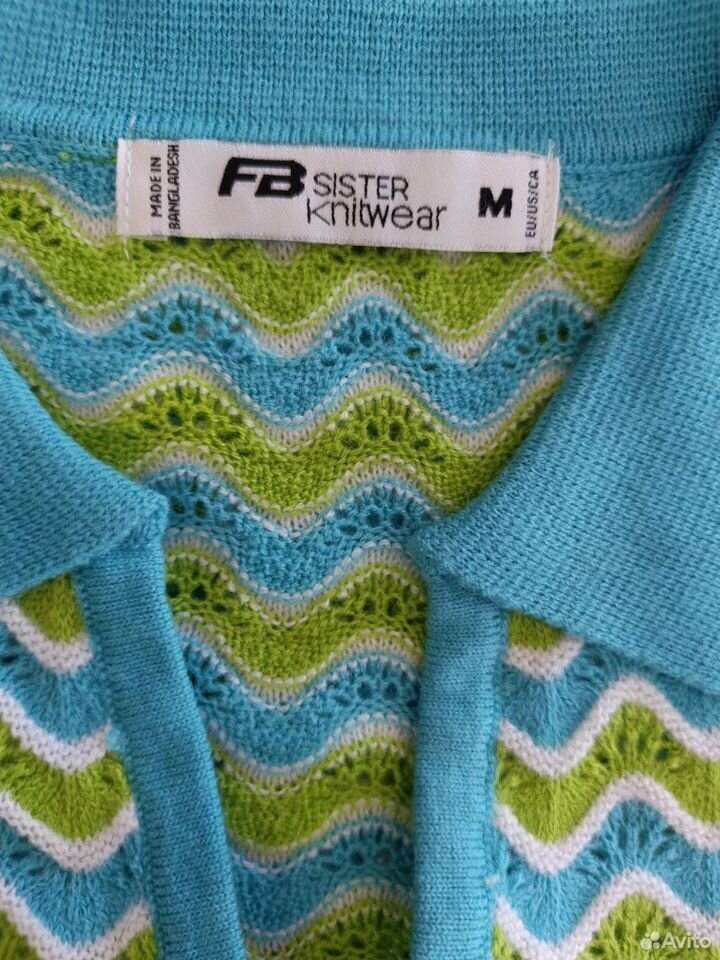 MADE IN
BANGLADESH
FB SISTER
Knitwear
M
EU/US/CA
Avito